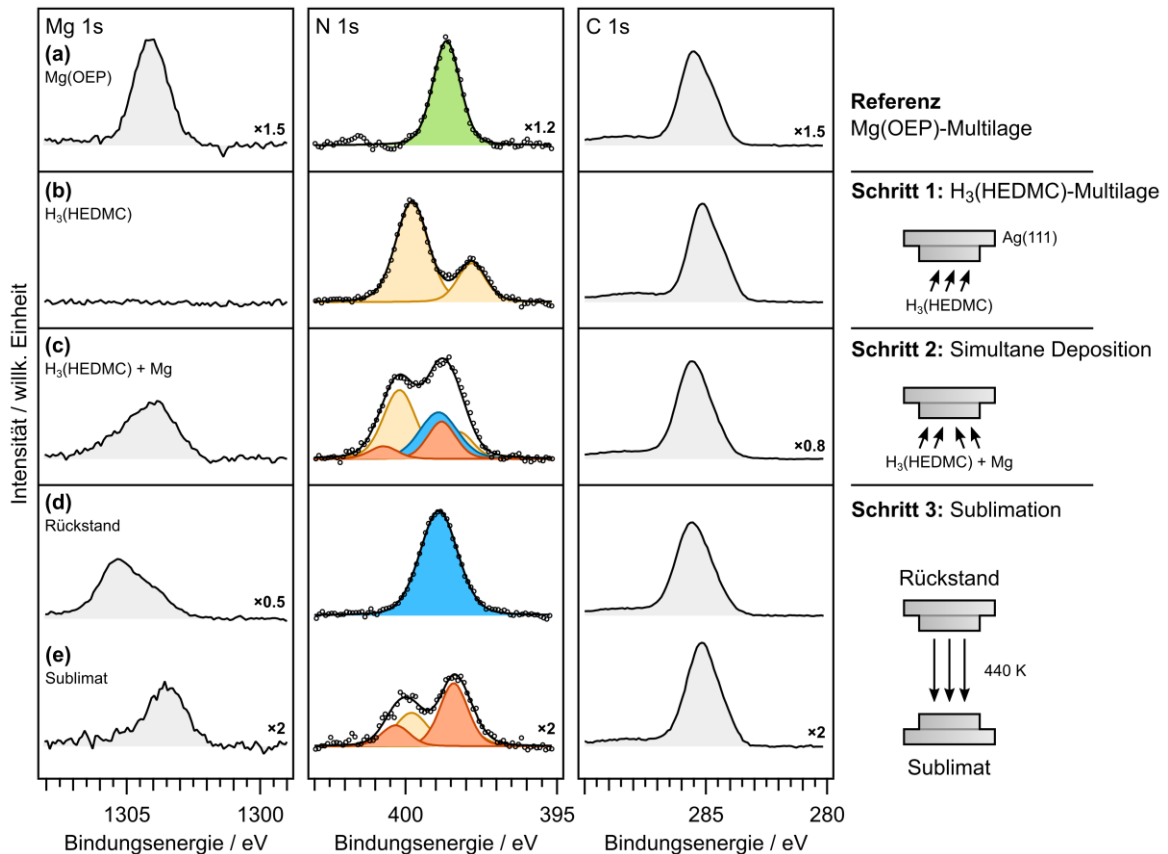 Mg 1s
N 1s
C 1s
(a)
Mg(OEP)
×1.5
×1.2
×1.5
Referenz
Mg(OEP)-Multilage
(b)
H₃(HEDMC)
Schritt 1: H₃(HEDMC)-Multilage
Ag(111)
H₃(HEDMC)
(c)
H₃(HEDMC) + Mg
×0.8
Schritt 2: Simultane Deposition
H₃(HEDMC) + Mg
(d)
Rückstand
×0.5
Schritt 3: Sublimation
Rückstand
440 K
(e)
Sublimat
×2
×2
×2
Sublimat
Intensität / willk. Einheit
1305 1300
400 395
285 280
Bindungsenergie / eV
Bindungsenergie / eV
Bindungsenergie / eV